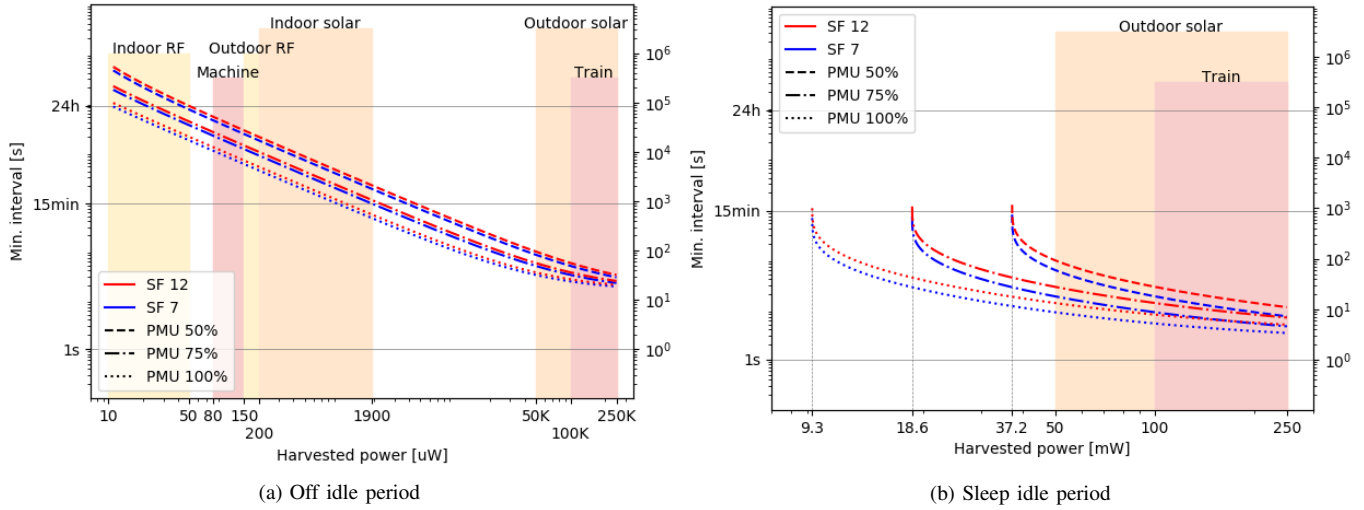 Indoor solar
Outdoor solar
Indoor RF
Outdoor RF
Machine
Train
Min. interval [s]
24h
15min
1s
10^6
10^5
10^4
10^3
10^2
10^1
10^0
SF 12
SF 7
PMU 50%
PMU 75%
PMU 100%
10
50
80
150
200
1900
50K
100K
250K
Harvested power [uW]
(a) Off idle period
SF 12
SF 7
PMU 50%
PMU 75%
PMU 100%
Outdoor solar
Train
Min. interval [s]
24h
15min
1s
10^6
10^5
10^4
10^3
10^2
10^1
10^0
9.3
18.6
37.2
50
100
250
Harvested power [mW]
(b) Sleep idle period